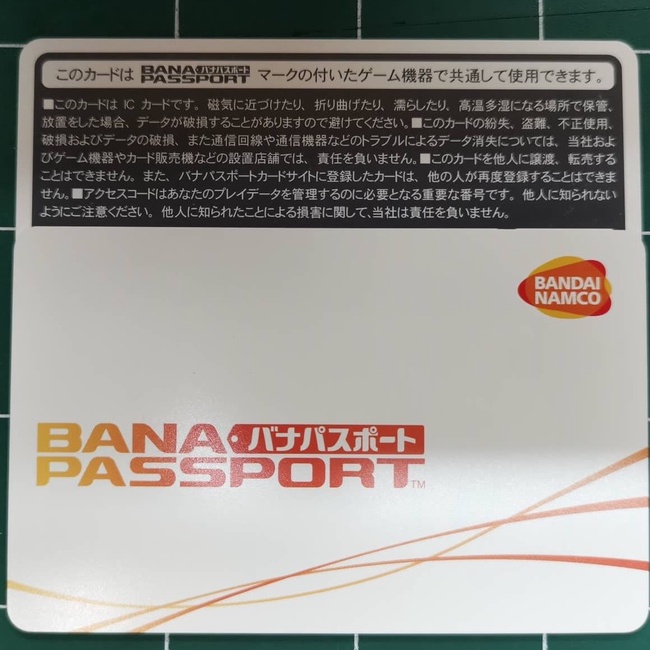 このカードは BANA バナパスポート PASSPORT マークの付いたゲーム機器で共通して使用できます。
■このカードは IC カードです。磁気に近づけたり、折り曲げたり、濡らしたり、高温多湿になる場所で保管、
放置をした場合、データが破損することがありますので避けてください。■このカードの紛失、盗難、不正使用、
破損およびデータの破損、また通信回線や通信機器などのトラブルによるデータ消失については、当社およ
びゲーム機器やカード販売機などの設置店舗では、責任を負いません。■このカードを他人に譲渡、転売する
ことはできません。また、バナパスポートカードサイトに登録したカードは、他の人が再度登録することはできま
せん。■アクセスコードはあなたのプレイデータを管理するのに必要となる重要な番号です。他人に知られない
ようにご注意ください。他人に知られたことによる損害に関して、当社は責任を負いません。
BANDAI
NAMCO
BANA バナパスポート
PASSPORT TM